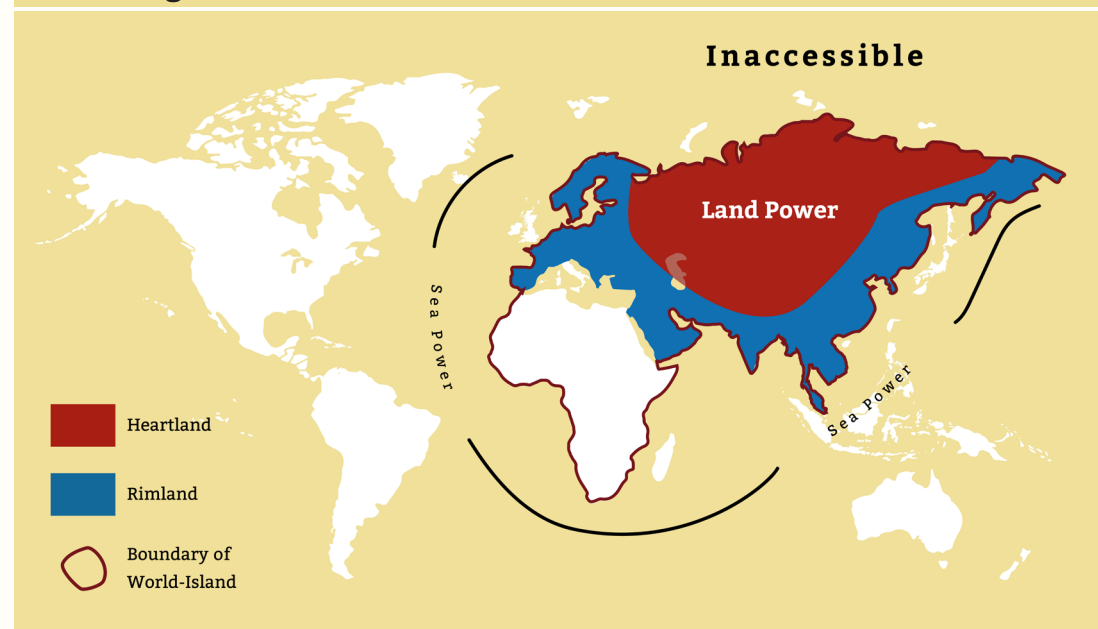 Inaccessible
Land Power
Sea Power
Sea Power
Heartland
Rimland
Boundary of
World-Island